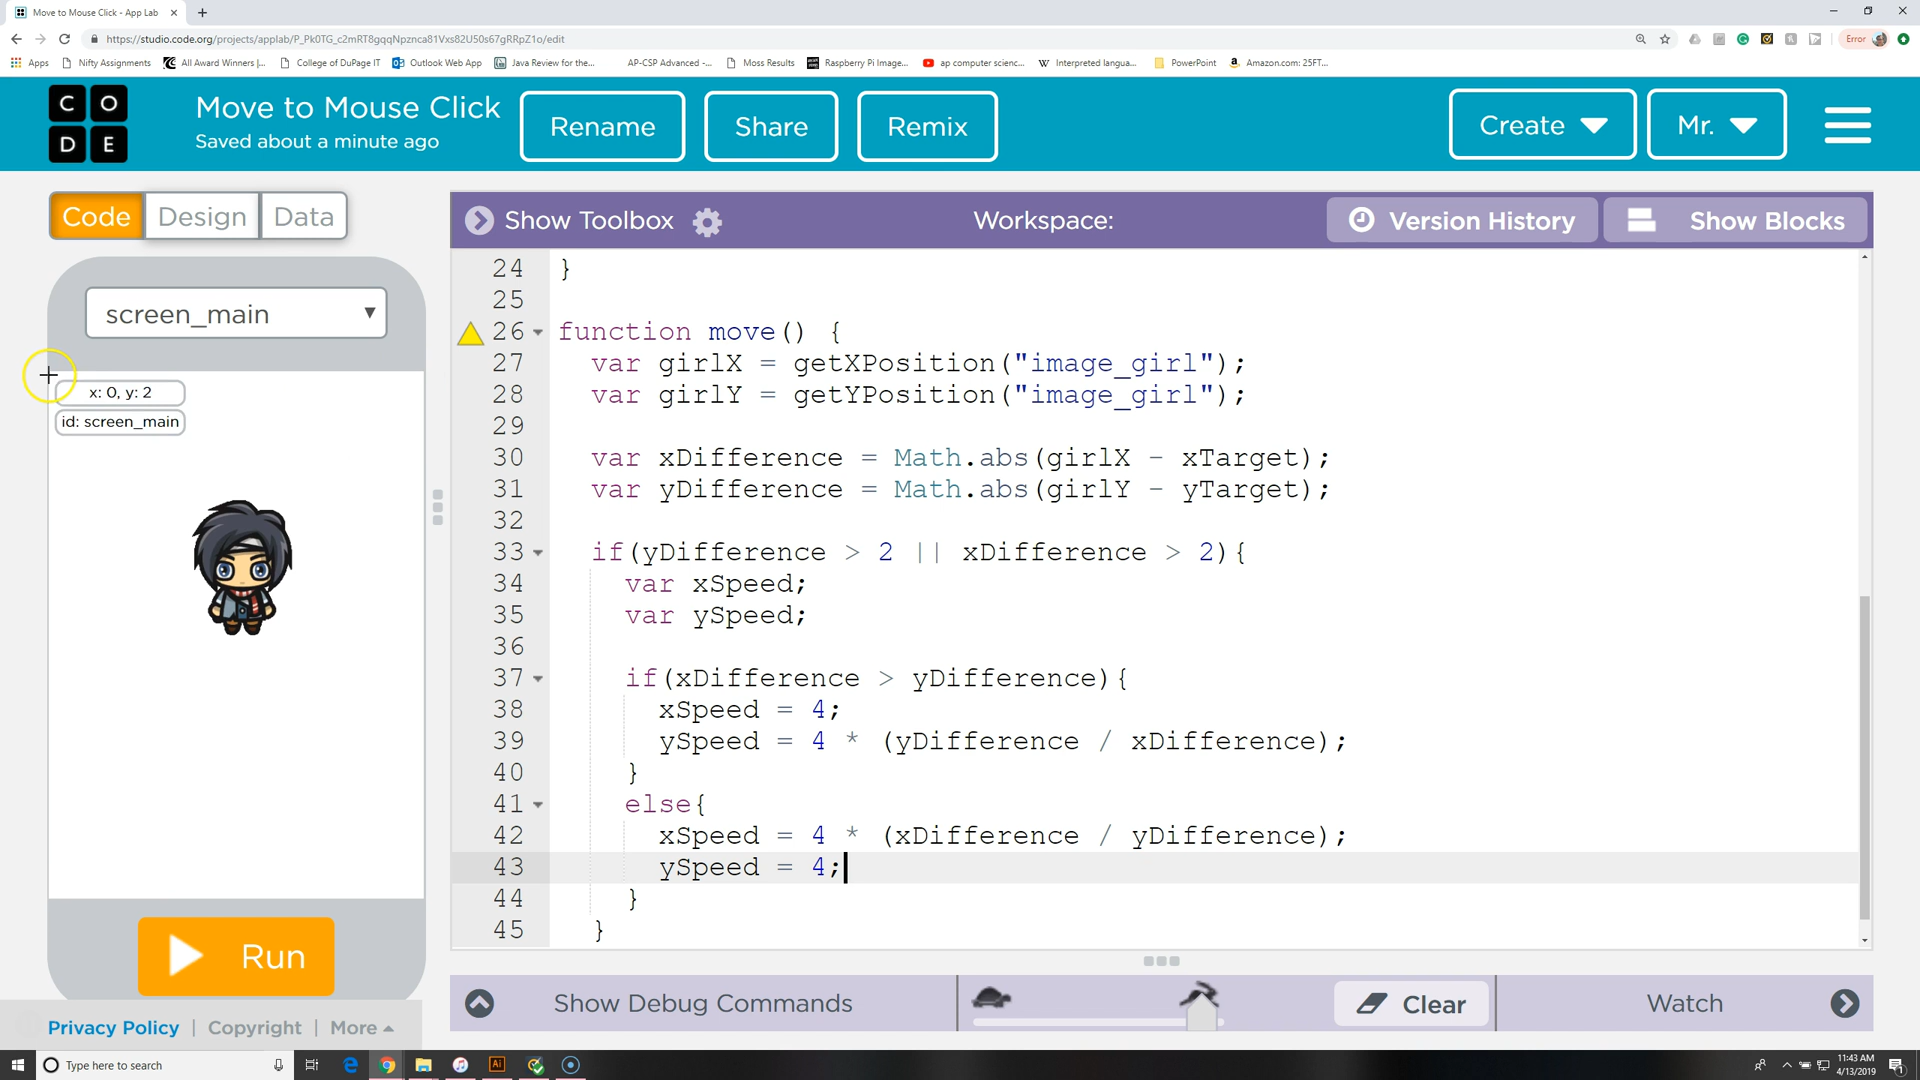 Move to Mouse Click - App Lab
https://studio.code.org/projects/applab/P_Pk0TG_c2mRT8gqqNpznca81Vxs82U50s67gRRpZ1o/edit
Error
Apps Nifty Assignments All Award Winners |... College of DuPage IT Outlook Web App Java Review for the... AP-CSP Advanced -... Moss Results Raspberry Pi Image... ap computer scienc... Interpreted langua... PowerPoint Amazon.com: 25FT...
C O
D E
Move to Mouse Click
Saved about a minute ago
Rename
Share
Remix
Create
Mr.
Code Design Data
Show Toolbox
Workspace:
Version History
Show Blocks
screen_main
x: 0, y: 2
id: screen_main
Run
24 }
25
26 function move() {
27 var girlX = getXPosition("image_girl");
28 var girlY = getYPosition("image_girl");
29
30 var xDifference = Math.abs(girlX - xTarget);
31 var yDifference = Math.abs(girlY - yTarget);
32
33 if(yDifference > 2 || xDifference > 2){
34 var xSpeed;
35 var ySpeed;
36
37 if(xDifference > yDifference){
38 xSpeed = 4;
39 ySpeed = 4 * (yDifference / xDifference);
40 }
41 else{
42 xSpeed = 4 * (xDifference / yDifference);
43 ySpeed = 4;
44 }
45 }
Show Debug Commands
Clear
Watch
Privacy Policy | Copyright | More
Type here to search
Ai
11:43 AM
4/13/2019